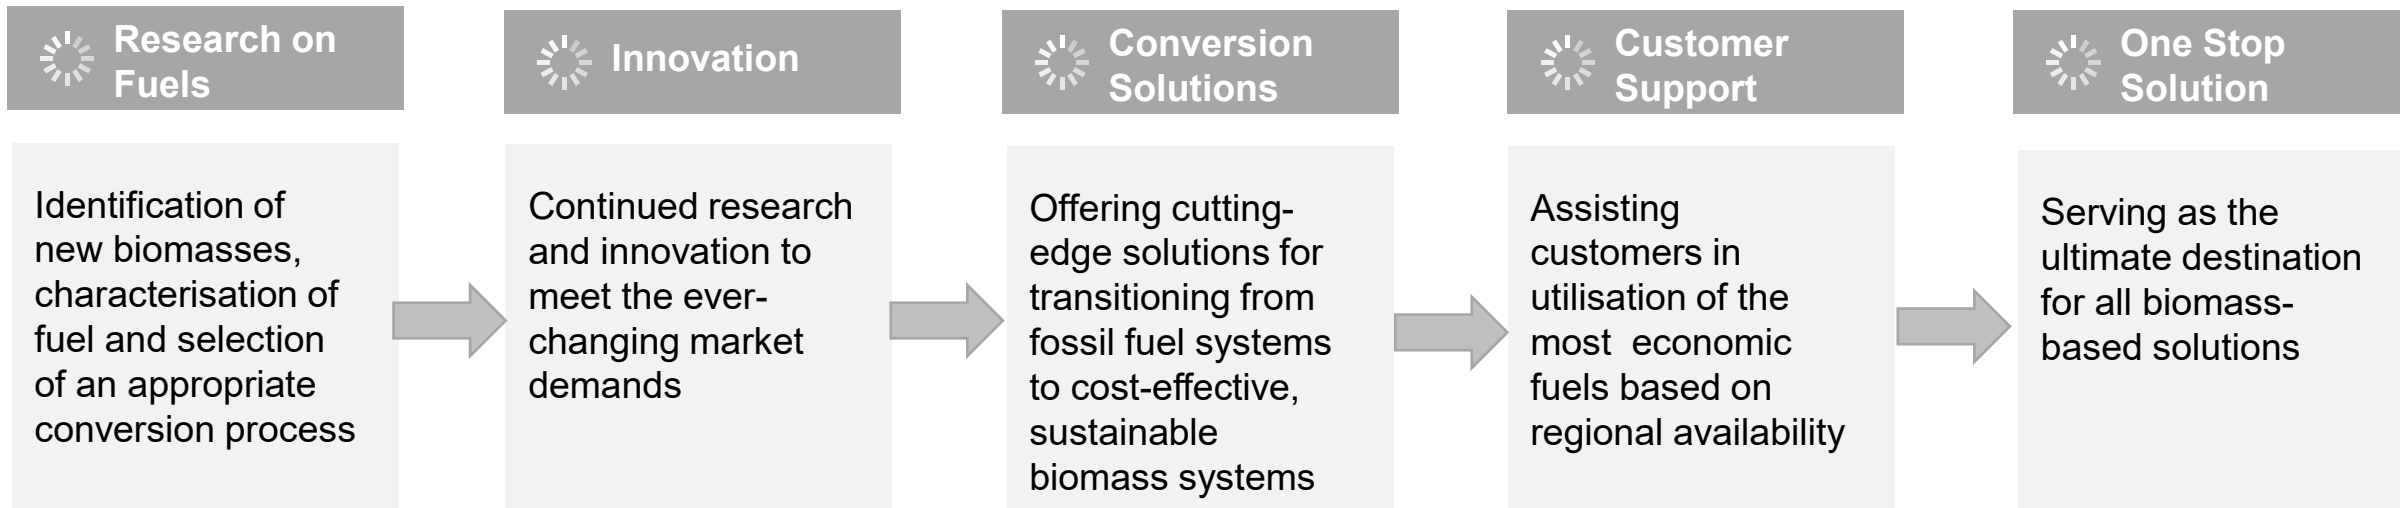 Research on
Fuels
Identification of
new biomasses,
characterisation of
fuel and selection
of an appropriate
conversion process
Innovation
Continued research
and innovation to
meet the ever-
changing market
demands
Conversion
Solutions
Offering cutting-
edge solutions for
transitioning from
fossil fuel systems
to cost-effective,
sustainable
biomass systems
Customer
Support
Assisting
customers in
utilisation of the
most  economic
fuels based on
regional availability
One Stop
Solution
Serving as the
ultimate destination
for all biomass-
based solutions